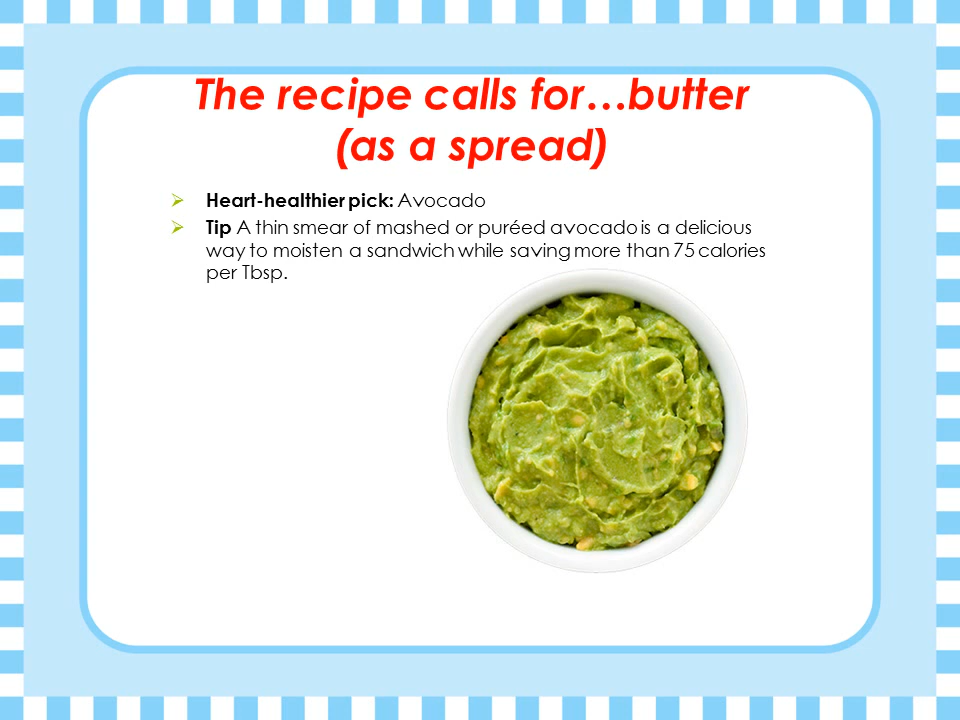 The recipe calls for…butter
(as a spread)
Heart-healthier pick: Avocado
Tip A thin smear of mashed or puréed avocado is a delicious
way to moisten a sandwich while saving more than 75 calories
per Tbsp.